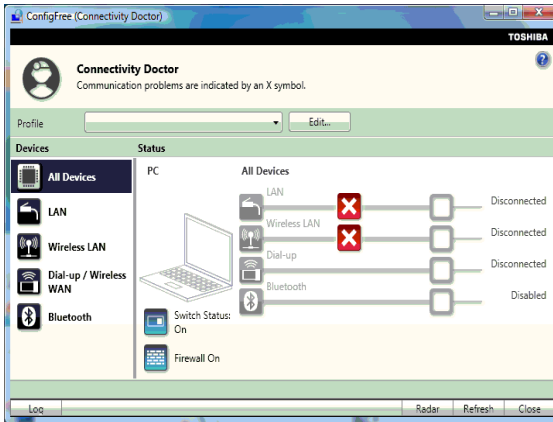 ConfigFree (Connectivity Doctor)
TOSHIBA
Connectivity Doctor
Communication problems are indicated by an X symbol.
?
Profile
Edit...
Devices
Status
All Devices
LAN
Wireless LAN
Dial-up / Wireless
WAN
Bluetooth
PC
Switch Status:
On
Firewall On
All Devices
LAN
Disconnected
Wireless LAN
Disconnected
Dial-up
Disconnected
Bluetooth
Disabled
Log
Radar
Refresh
Close